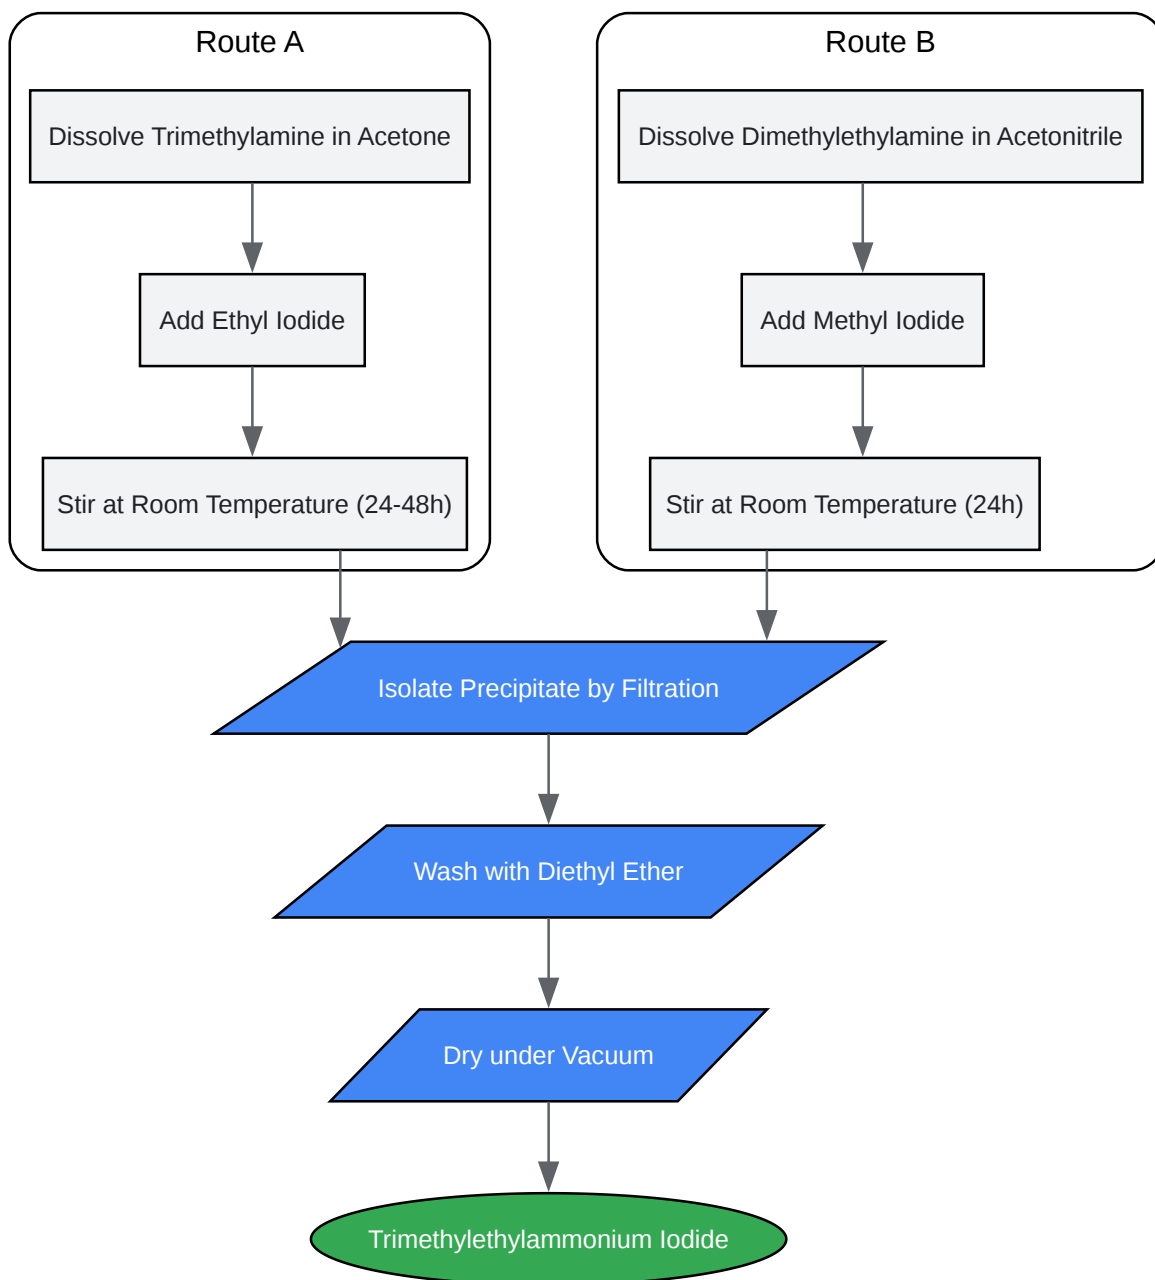 Route A
Dissolve Trimethylamine in Acetone
Add Ethyl Iodide
Stir at Room Temperature (24-48h)
Route B
Dissolve Dimethylethylamine in Acetonitrile
Add Methyl Iodide
Stir at Room Temperature (24h)
Isolate Precipitate by Filtration
Wash with Diethyl Ether
Dry under Vacuum
Trimethylethylammonium Iodide